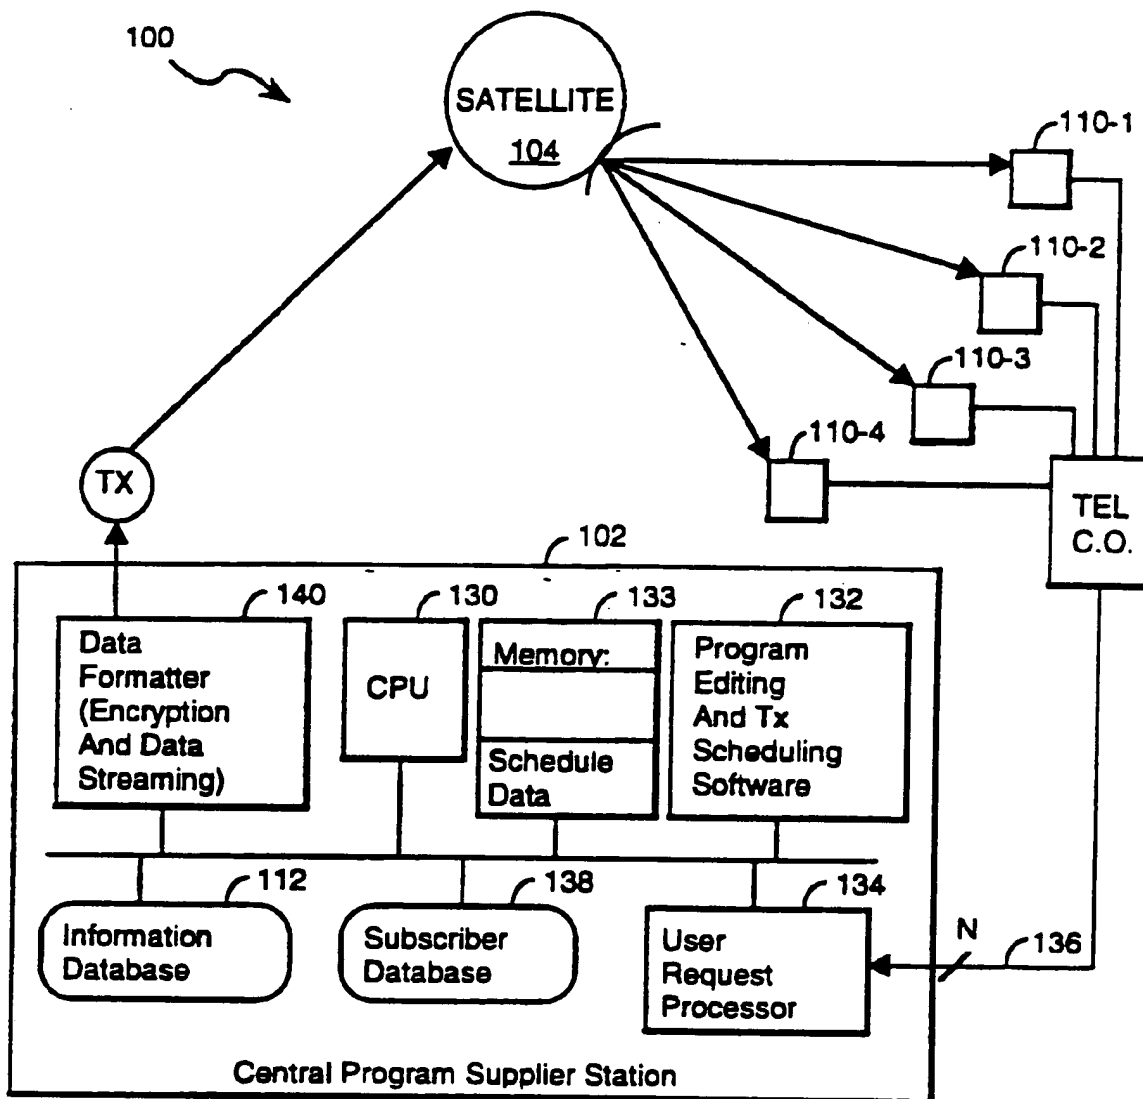 100
SATELLITE
104
110-1
110-2
110-3
110-4
TX
TEL
C.O.
102
140
130
133
132
Data
Formatter
(Encryption
And Data
Streaming)
CPU
Memory:
Schedule
Data
Program
Editing
And Tx
Scheduling
Software
112
138
134
Information
Database
Subscriber
Database
User
Request
Processor
N
136
Central Program Supplier Station